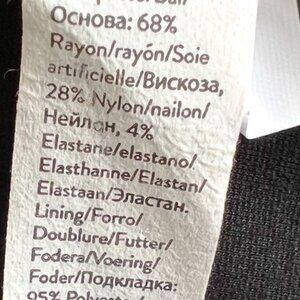 Основа: 68%
Rayon/rayón/Soie
artificielle/Вискоза,
28% Nylon/nailon/
Нейлон, 4%
Elastane/elastano/
Elasthanne/Elastan/
Elastaan/Эластан.
Lining/Forro/
Doublure/Futter/
Fodera/Voering/
Foder/Подкладка: